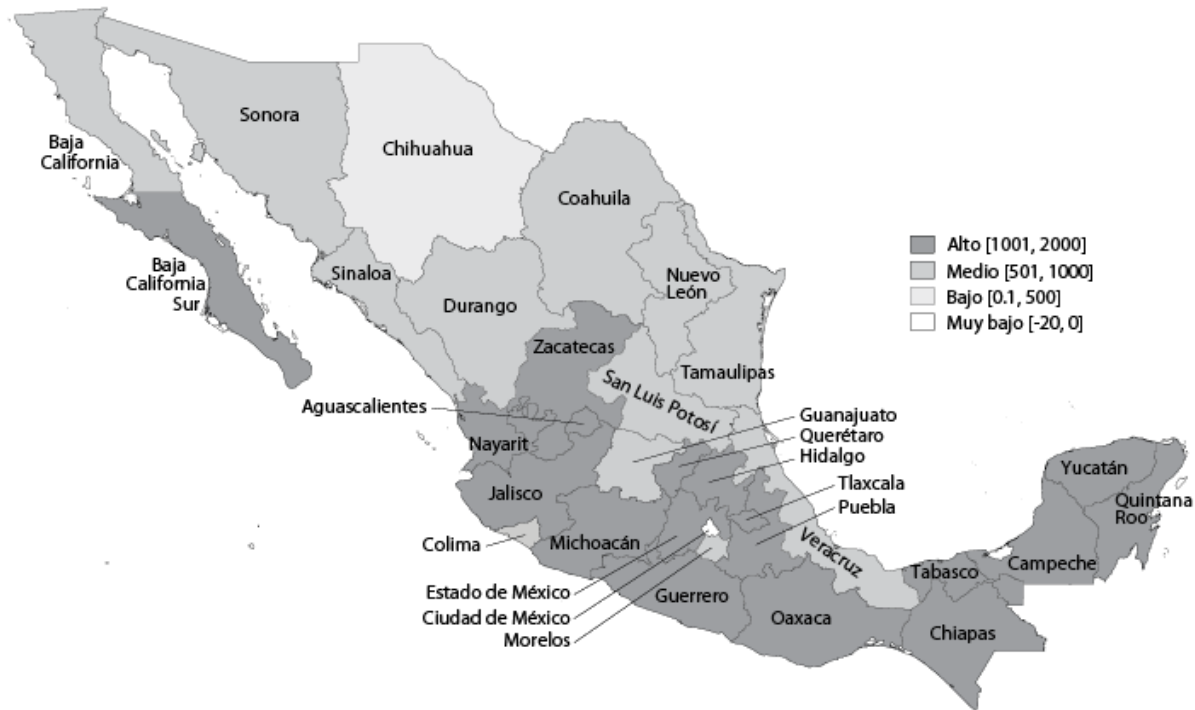 Sonora
Baja
California
Chihuahua
Coahuila
Baja
California
Sur
Sinaloa
Durango
Nuevo
León
Alto [1001, 2000]
Medio [501, 1000]
Bajo [0.1, 500]
Muy bajo [-20, 0]
Zacatecas
Tamaulipas
San Luis Potosí
Aguascalientes
Nayarit
Guanajuato
Querétaro
Hidalgo
Tlaxcala
Puebla
Jalisco
Colima
Michoacán
Veracruz
Yucatán
Quintana
Roo
Campeche
Tabasco
Estado de México
Ciudad de México
Morelos
Guerrero
Oaxaca
Chiapas